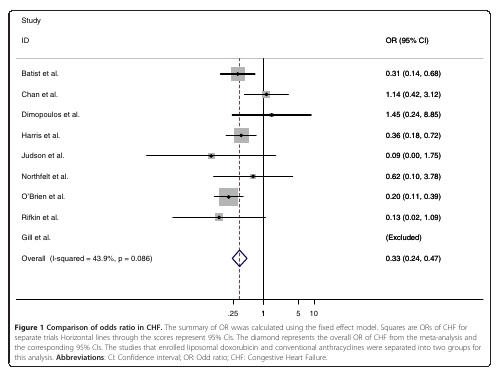 Study
ID OR (95% CI)
Batist et al. 0.31 (0.14, 0.68)
Chan et al. 1.14 (0.42, 3.12)
Dimopoulos et al. 1.45 (0.24, 8.85)
Harris et al. 0.36 (0.18, 0.72)
Judson et al. 0.09 (0.00, 1.75)
Northfelt et al. 0.62 (0.10, 3.78)
O'Brien et al. 0.20 (0.11, 0.39)
Rifkin et al. 0.13 (0.02, 1.09)
Gill et al. (Excluded)
Overall (I-squared = 43.9%, p = 0.086) 0.33 (0.24, 0.47)
.25 1 5 10
Figure 1 Comparison of odds ratio in CHF. The summary of OR wwas calculated using the fixed effect model. Squares are ORs of CHF for
separate trials Horizontal lines through the scores represent 95% CIs. The diamond represents the overall OR of CHF from the meta-analysis and
the corresponding 95% CIs. The studies that enrolled liposomal doxorubicin and conventional anthracyclines were separated into two groups for
this analysis. Abbreviations: CI: Confidence interval; OR: Odd ratio; CHF: Congestive Heart Failure.